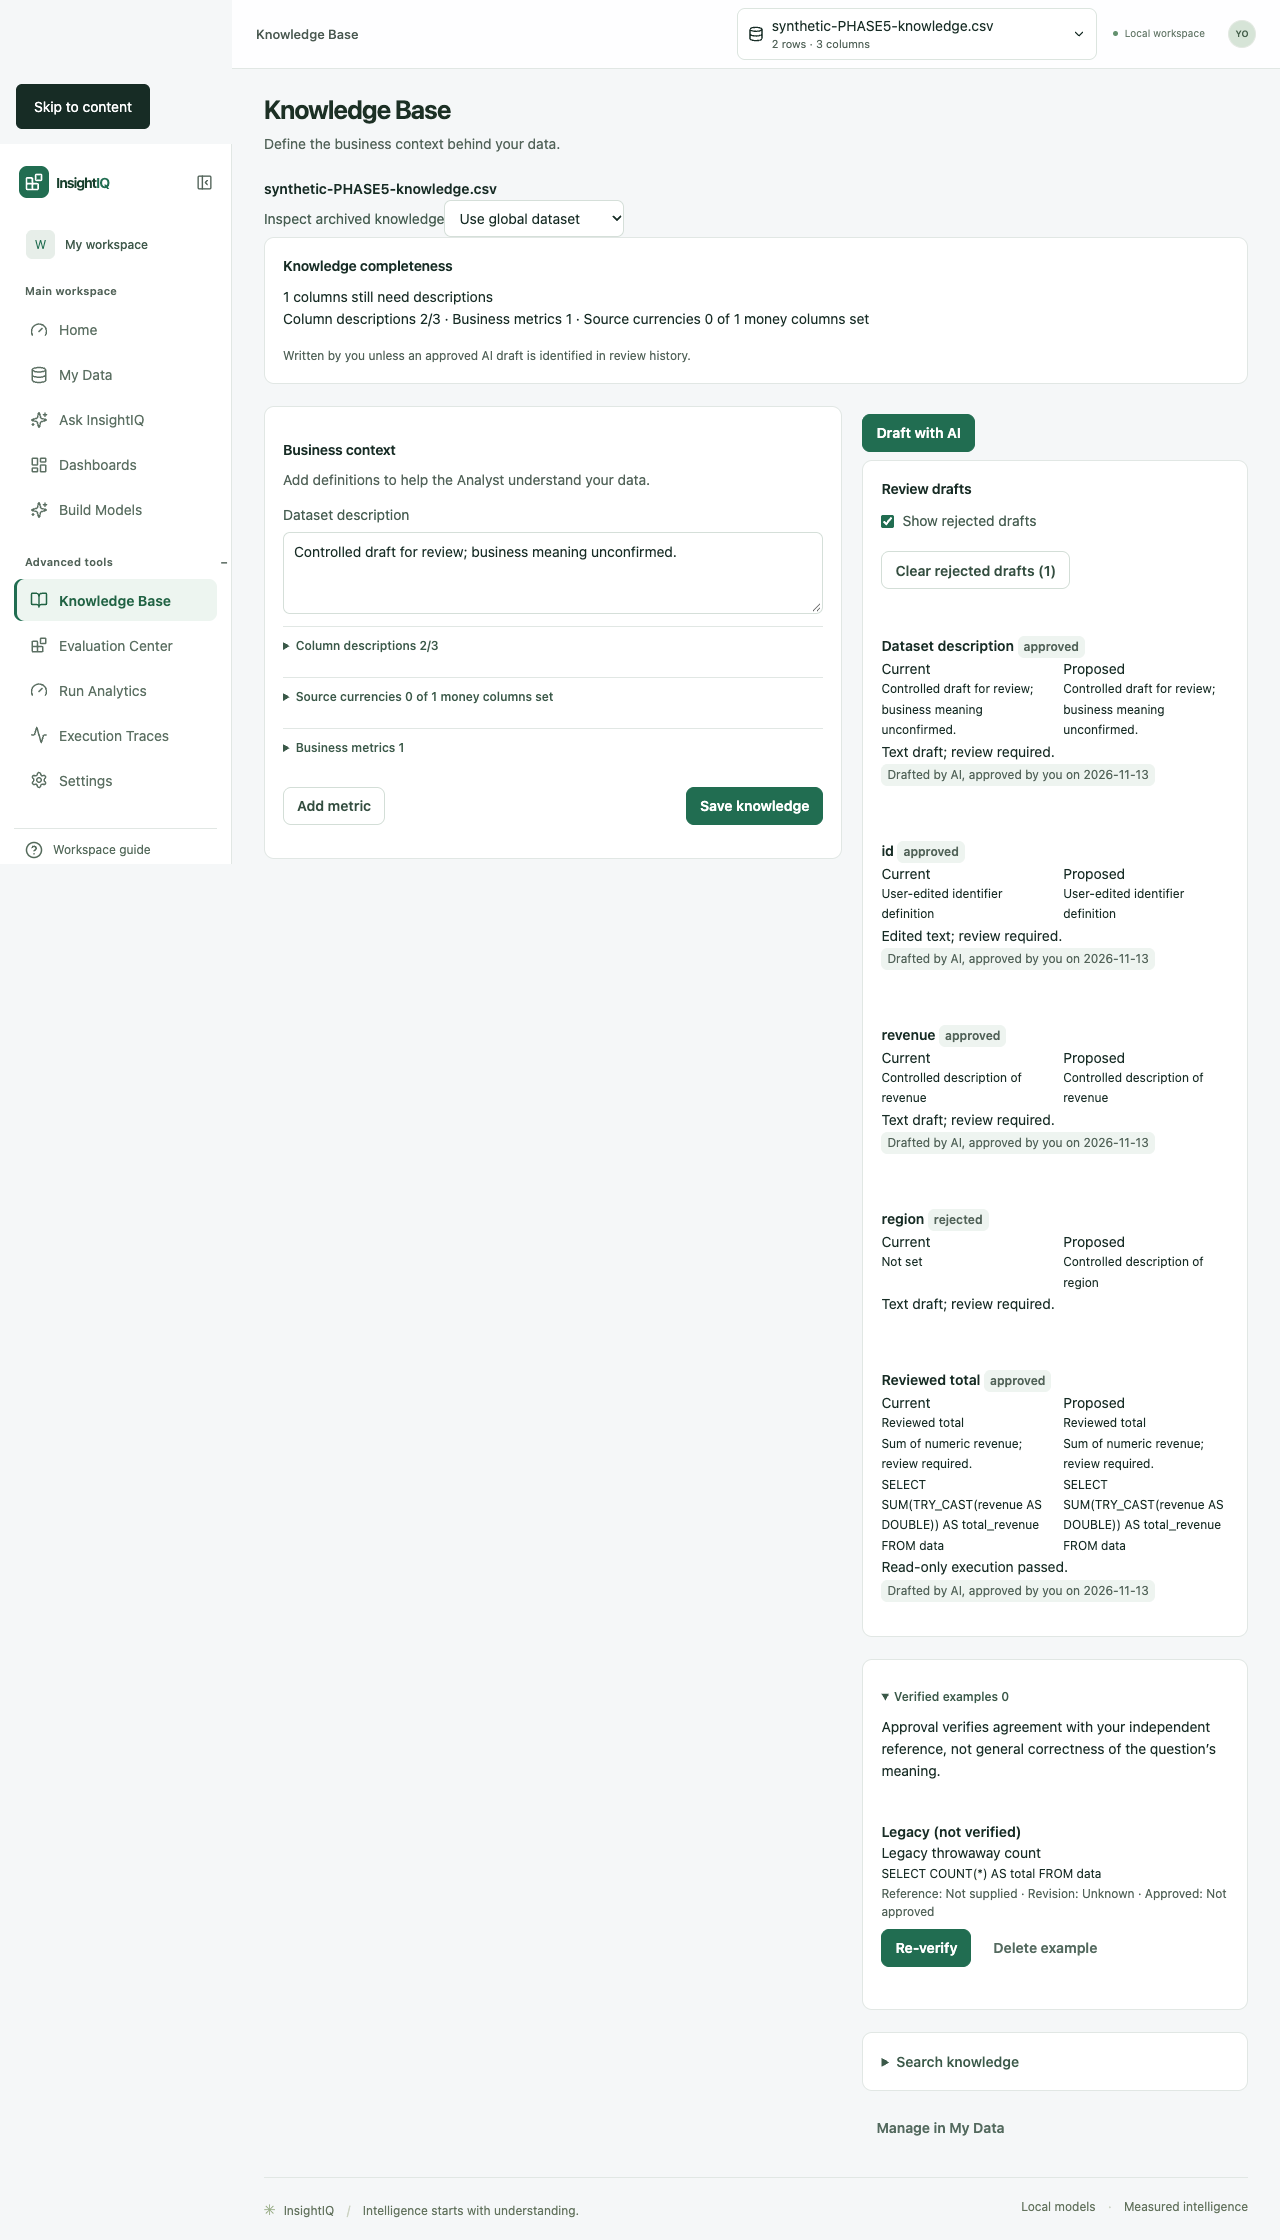 Knowledge Base
synthetic-PHASE5-knowledge.csv
2 rows · 3 columns
Local workspace
YO
Skip to content
InsightIQ
W
My workspace
Main workspace
Home
My Data
Ask InsightIQ
Dashboards
Build Models
Advanced tools
–
Knowledge Base
Evaluation Center
Run Analytics
Execution Traces
Settings
Workspace guide
Knowledge Base
Define the business context behind your data.
synthetic-PHASE5-knowledge.csv
Inspect archived knowledge Use global dataset
Knowledge completeness
1 columns still need descriptions
Column descriptions 2/3 · Business metrics 1 · Source currencies 0 of 1 money columns set
Written by you unless an approved AI draft is identified in review history.
Business context
Add definitions to help the Analyst understand your data.
Dataset description
Controlled draft for review; business meaning unconfirmed.
Column descriptions 2/3
Source currencies 0 of 1 money columns set
Business metrics 1
Add metric
Save knowledge
Draft with AI
Review drafts
Show rejected drafts
Clear rejected drafts (1)
Dataset description approved
Current
Controlled draft for review;
business meaning
unconfirmed.
Proposed
Controlled draft for review;
business meaning
unconfirmed.
Text draft; review required.
Drafted by AI, approved by you on 2026-11-13
id approved
Current
User-edited identifier
definition
Proposed
User-edited identifier
definition
Edited text; review required.
Drafted by AI, approved by you on 2026-11-13
revenue approved
Current
Controlled description of
revenue
Proposed
Controlled description of
revenue
Text draft; review required.
Drafted by AI, approved by you on 2026-11-13
region rejected
Current
Not set
Proposed
Controlled description of
region
Text draft; review required.
Reviewed total approved
Current
Reviewed total
Sum of numeric revenue;
review required.
SELECT
SUM(TRY_CAST(revenue AS
DOUBLE)) AS total_revenue
FROM data
Proposed
Reviewed total
Sum of numeric revenue;
review required.
SELECT
SUM(TRY_CAST(revenue AS
DOUBLE)) AS total_revenue
FROM data
Read-only execution passed.
Drafted by AI, approved by you on 2026-11-13
Verified examples 0
Approval verifies agreement with your independent
reference, not general correctness of the question's
meaning.
Legacy (not verified)
Legacy throwaway count
SELECT COUNT(*) AS total FROM data
Reference: Not supplied · Revision: Unknown · Approved: Not
approved
Re-verify
Delete example
Search knowledge
Manage in My Data
InsightIQ / Intelligence starts with understanding.
Local models · Measured intelligence